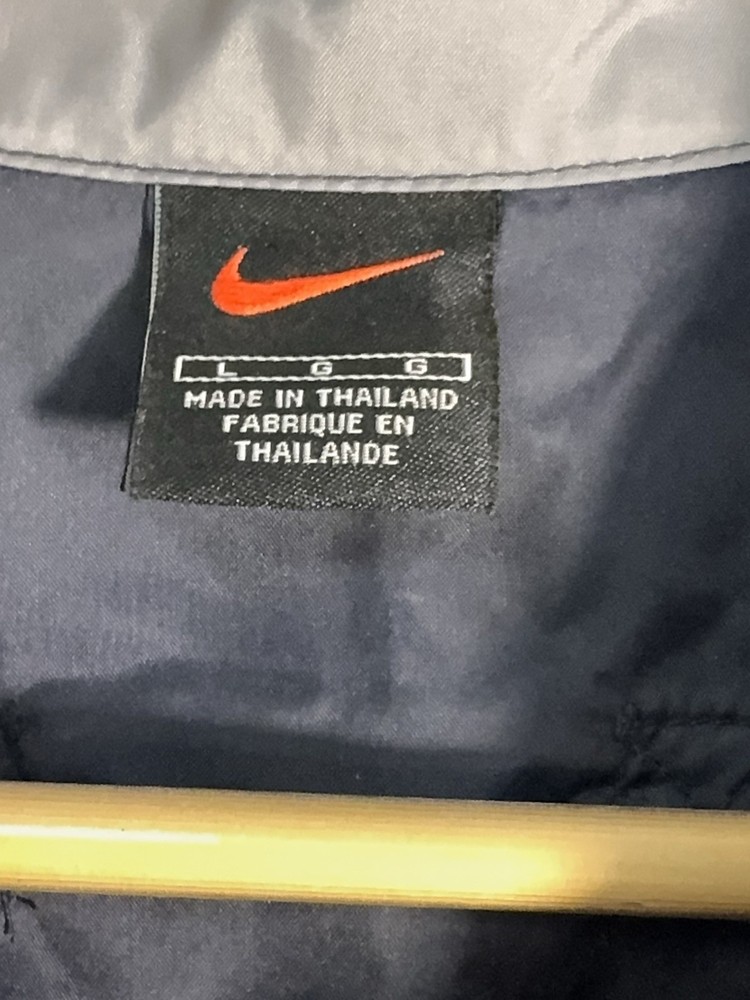 L G G
MADE IN THAILAND
FABRIQUE EN
THAILANDE